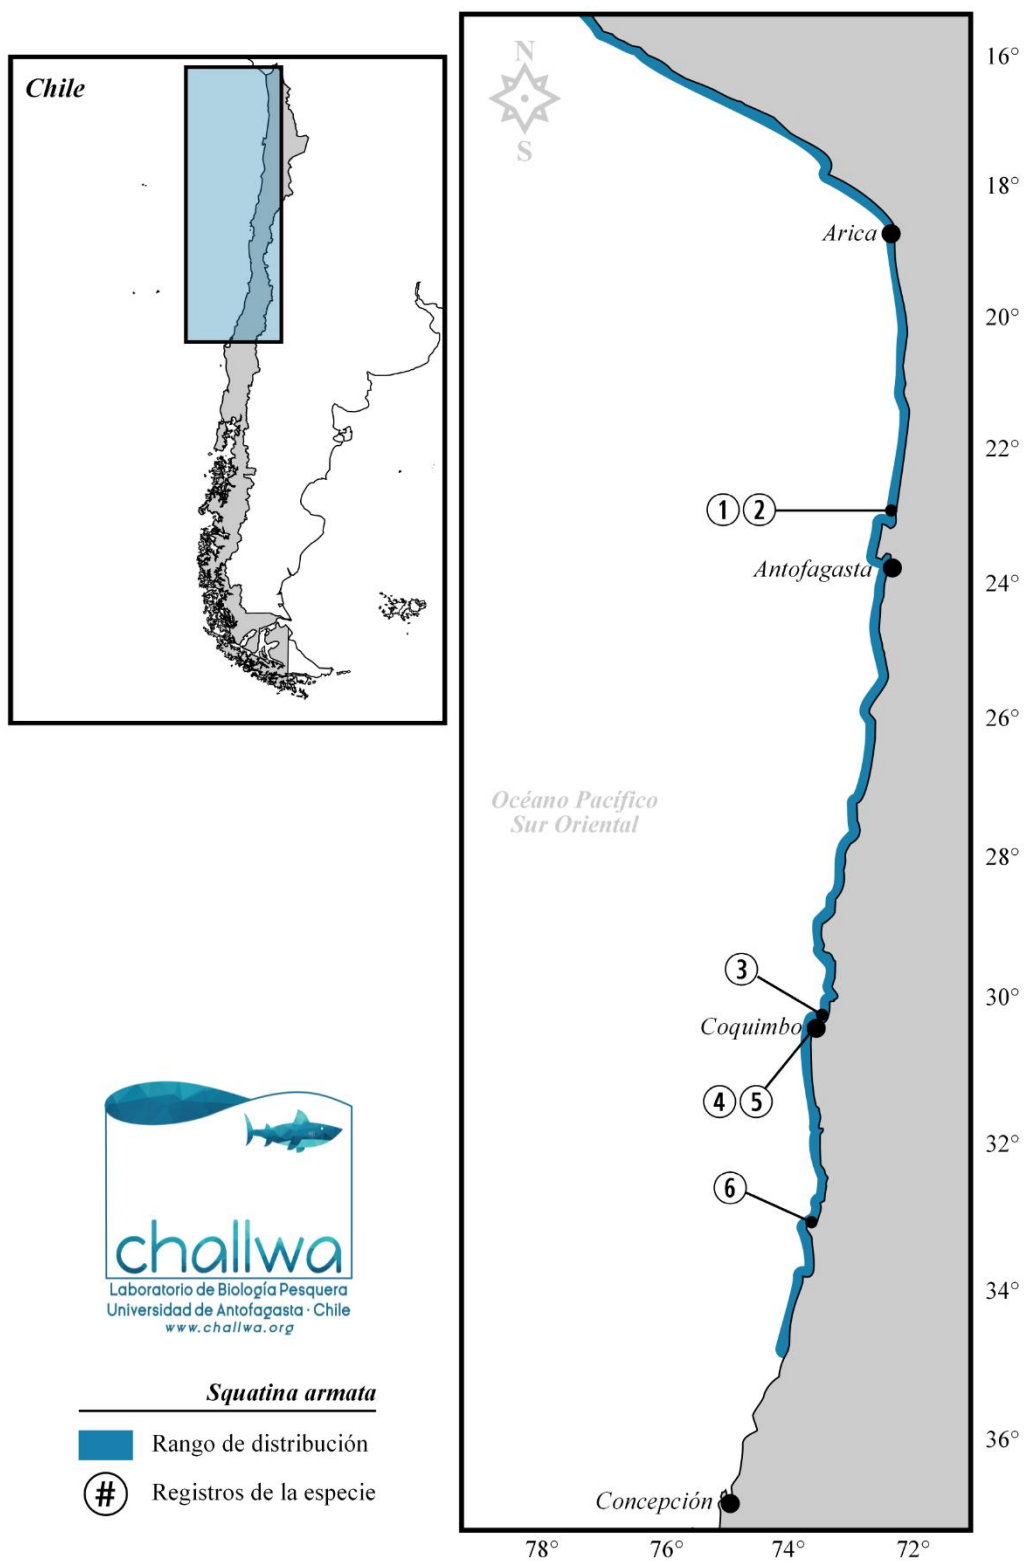 Chile
N
S
16°
18°
Arica
20°
22°
1 2
Antofagasta
24°
26°
Océano Pacífico
Sur Oriental
28°
3
30°
Coquimbo
4 5
32°
6
34°
36°
Concepción
78° 76° 74° 72°
challwa
Laboratorio de Biología Pesquera
Universidad de Antofagasta · Chile
www.challwa.org
Squatina armata
Rango de distribución
# Registros de la especie